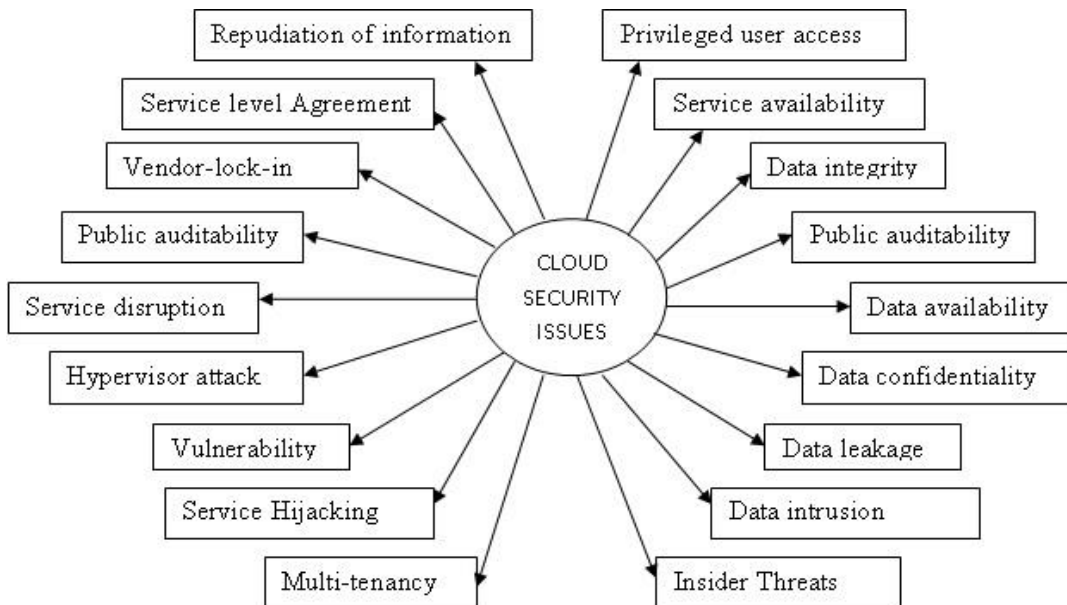 Repudiation of information
Privileged user access
Service level Agreement
Service availability
Vendor-lock-in
Data integrity
Public auditability
Public auditability
CLOUD
SECURITY
ISSUES
Service disruption
Data availability
Hypervisor attack
Data confidentiality
Vulnerability
Data leakage
Service Hijacking
Data intrusion
Multi-tenancy
Insider Threats